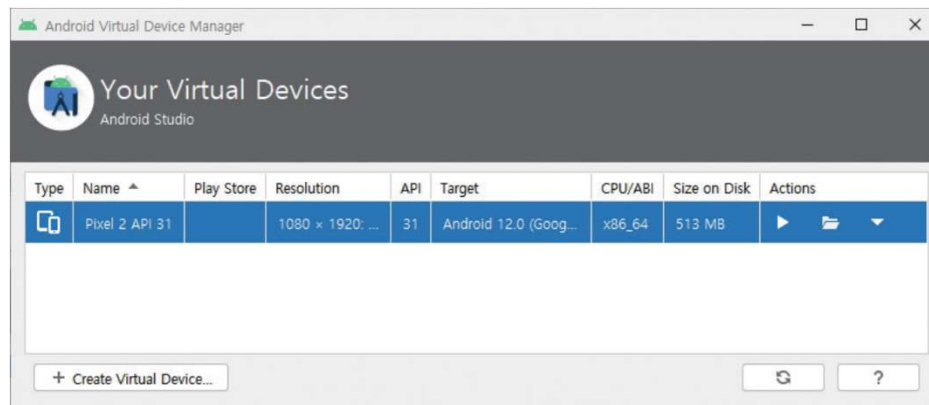 Android Virtual Device Manager
Your Virtual Devices
Android Studio
Type Name Play Store Resolution API Target CPU/ABI Size on Disk Actions
Pixel 2 API 31 1080 × 1920: ... 31 Android 12.0 (Goog... x86_64 513 MB
+ Create Virtual Device... ?